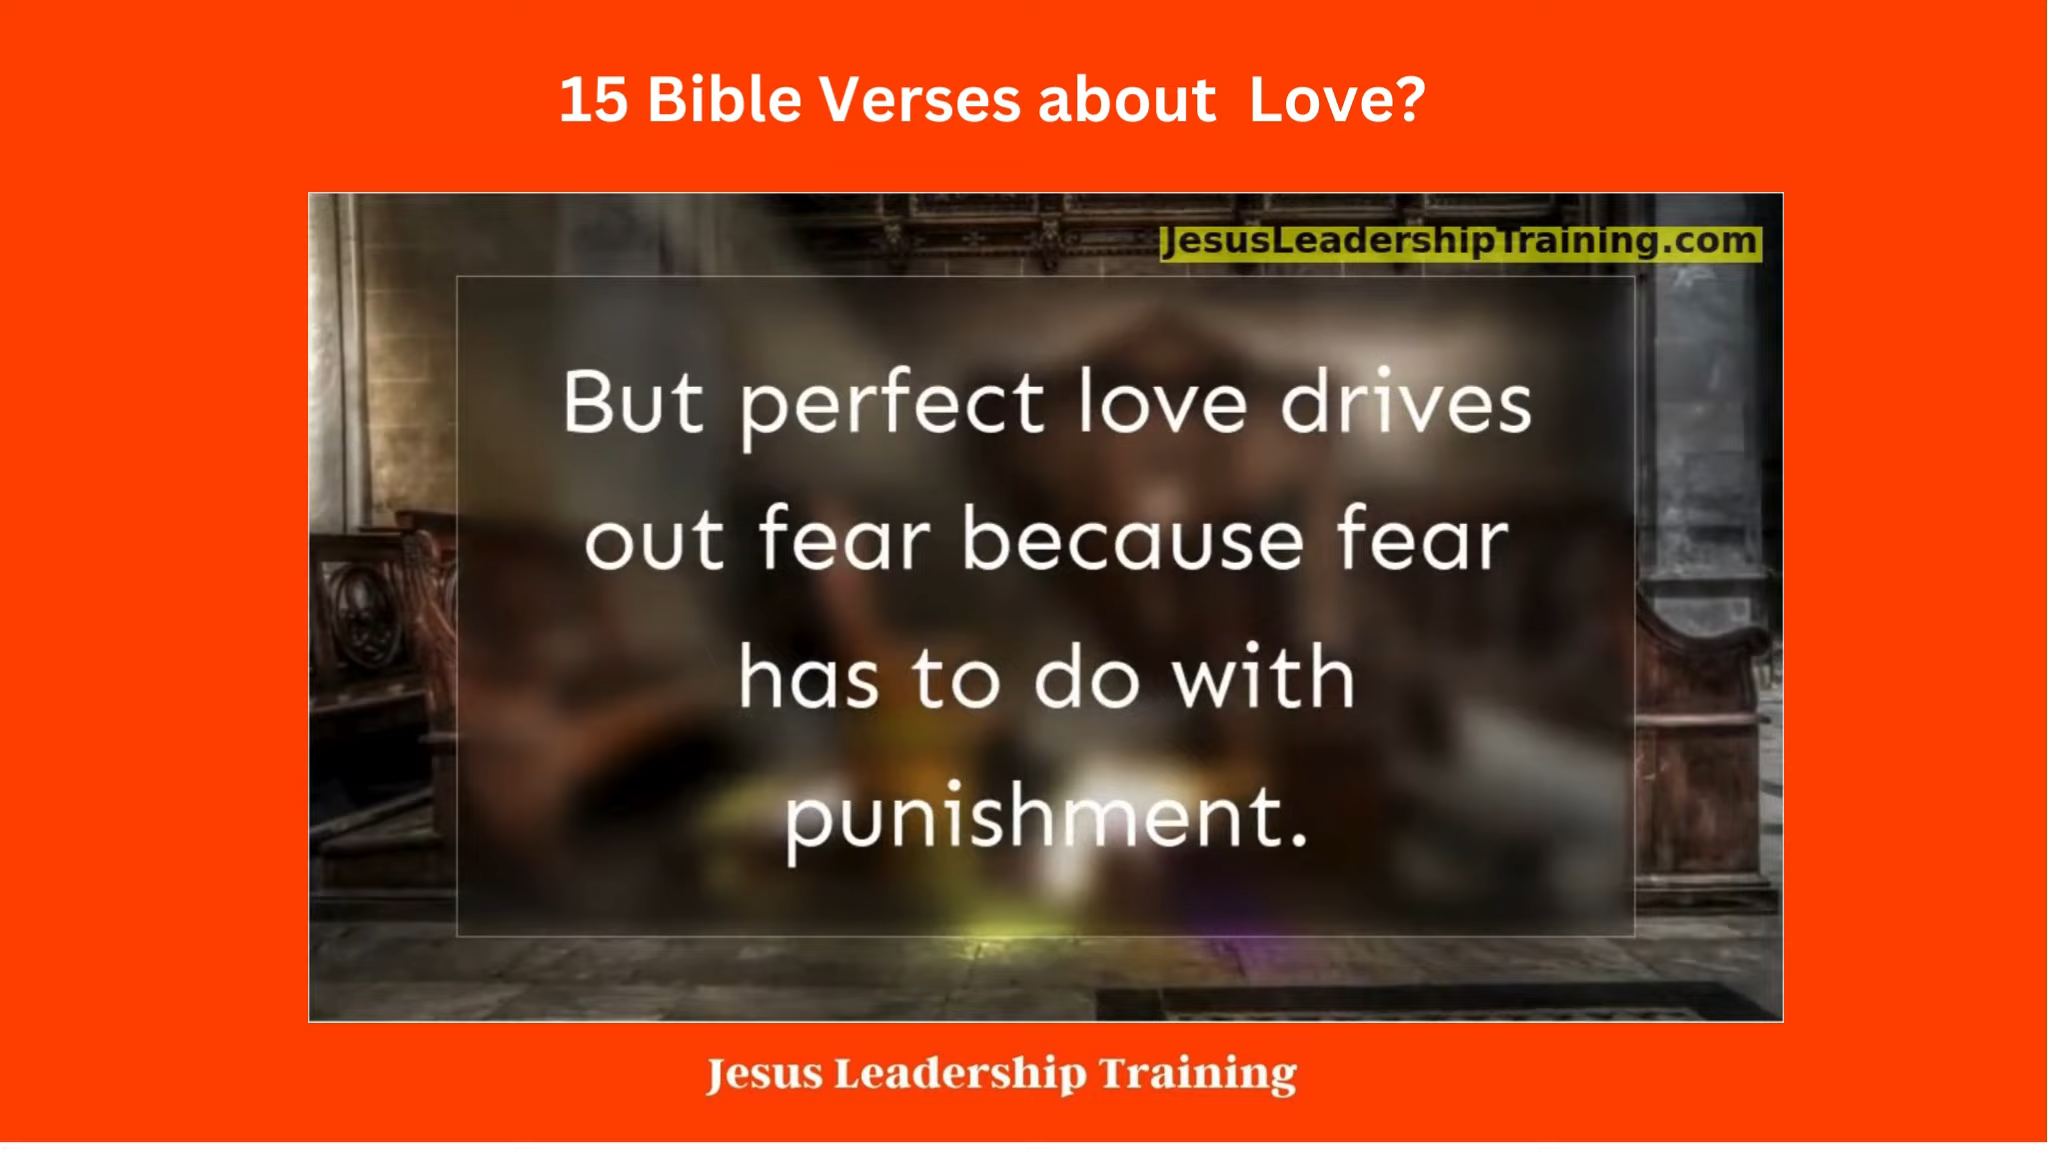 15 Bible Verses about  Love?
JesusLeadershipTraining.com
But perfect love drives
out fear because fear
has to do with
punishment.
Jesus Leadership Training